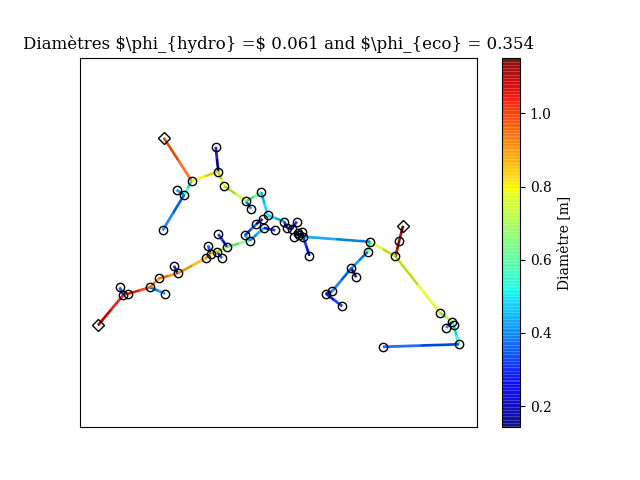 Diamètres $\phi_{hydro} =$ 0.061 and $\phi_{eco} = 0.354
1.0
0.8
0.6
0.4
0.2
Diamètre [m]